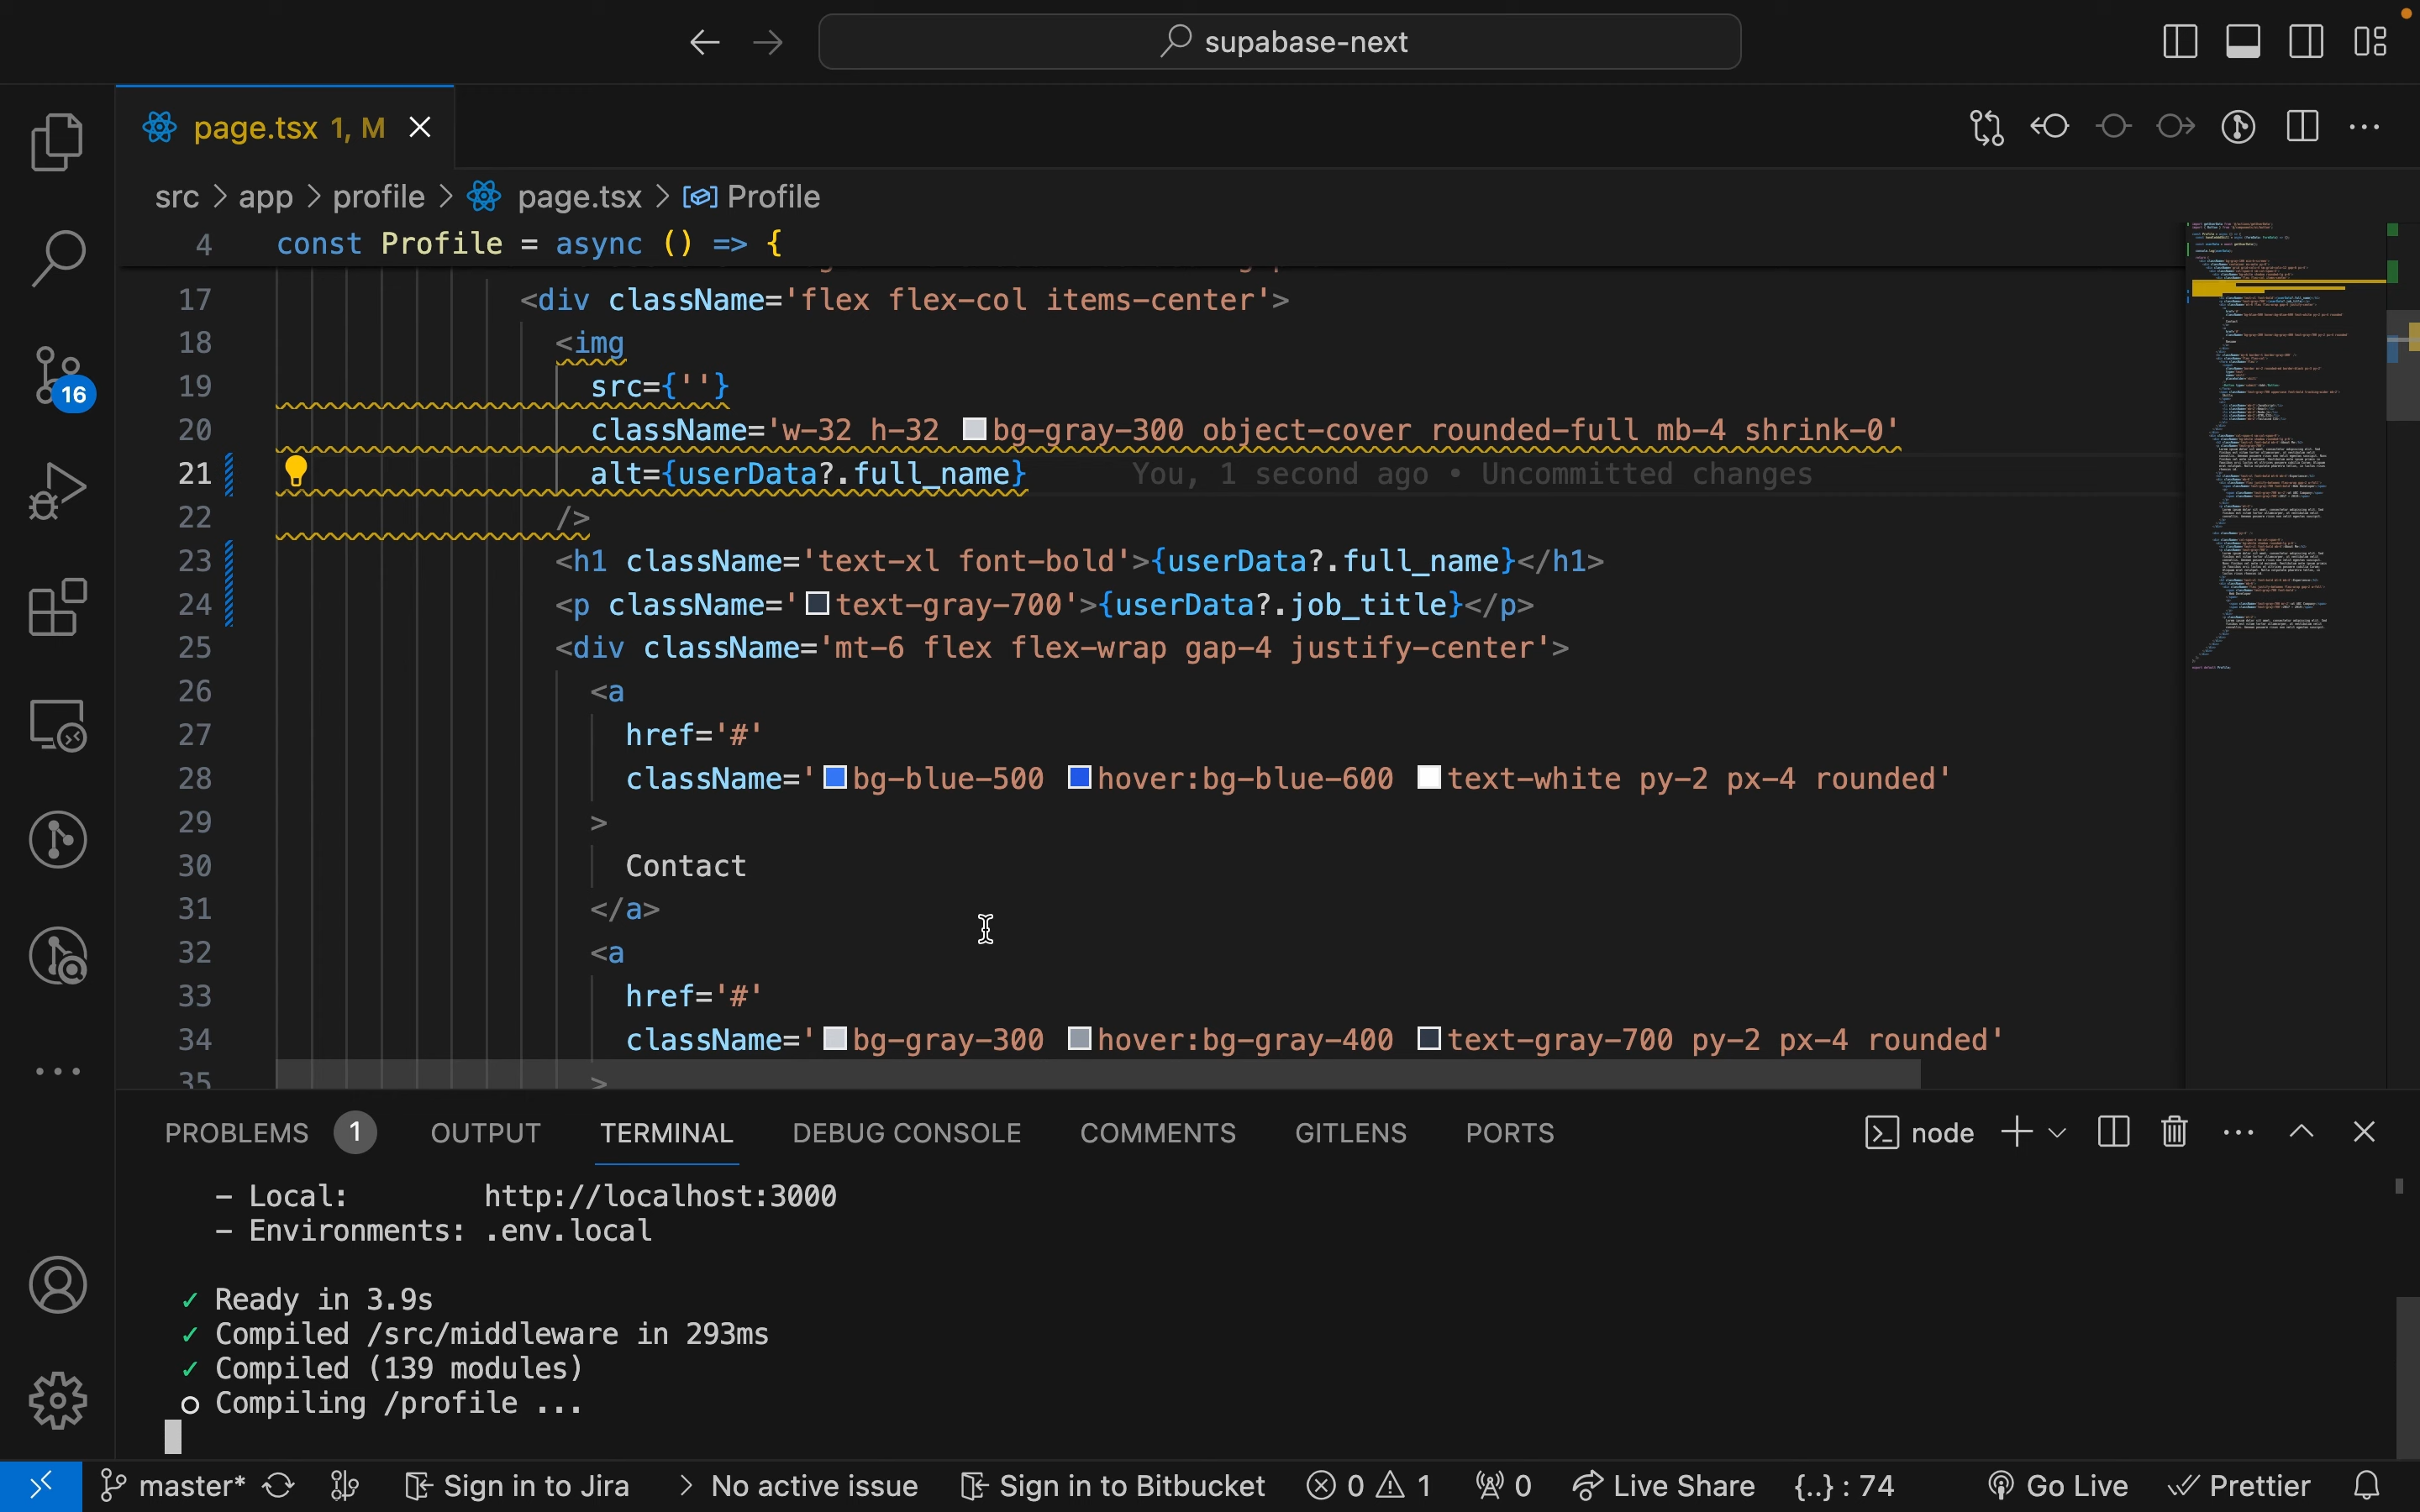 supabase-next
page.tsx 1, M
src > app > profile > page.tsx > Profile
4 const Profile = async () => {
17 <div className='flex flex-col items-center'>
18 <img
19 src={''}
20 className='w-32 h-32 bg-gray-300 object-cover rounded-full mb-4 shrink-0'
21 alt={userData?.full_name} You, 1 second ago • Uncommitted changes
22 />
23 <h1 className='text-xl font-bold'>{userData?.full_name}</h1>
24 <p className='text-gray-700'>{userData?.job_title}</p>
25 <div className='mt-6 flex flex-wrap gap-4 justify-center'>
26 <a
27 href='#'
28 className='bg-blue-500 hover:bg-blue-600 text-white py-2 px-4 rounded'
29 >
30 Contact
31 </a>
32 <a
33 href='#'
34 className='bg-gray-300 hover:bg-gray-400 text-gray-700 py-2 px-4 rounded'
35 >
16
PROBLEMS 1 OUTPUT TERMINAL DEBUG CONSOLE COMMENTS GITLENS PORTS node
- Local: http://localhost:3000
- Environments: .env.local
✓ Ready in 3.9s
✓ Compiled /src/middleware in 293ms
✓ Compiled (139 modules)
○ Compiling /profile ...
master* Sign in to Jira > No active issue Sign in to Bitbucket 0 1 0 Live Share {..} : 74 Go Live Prettier